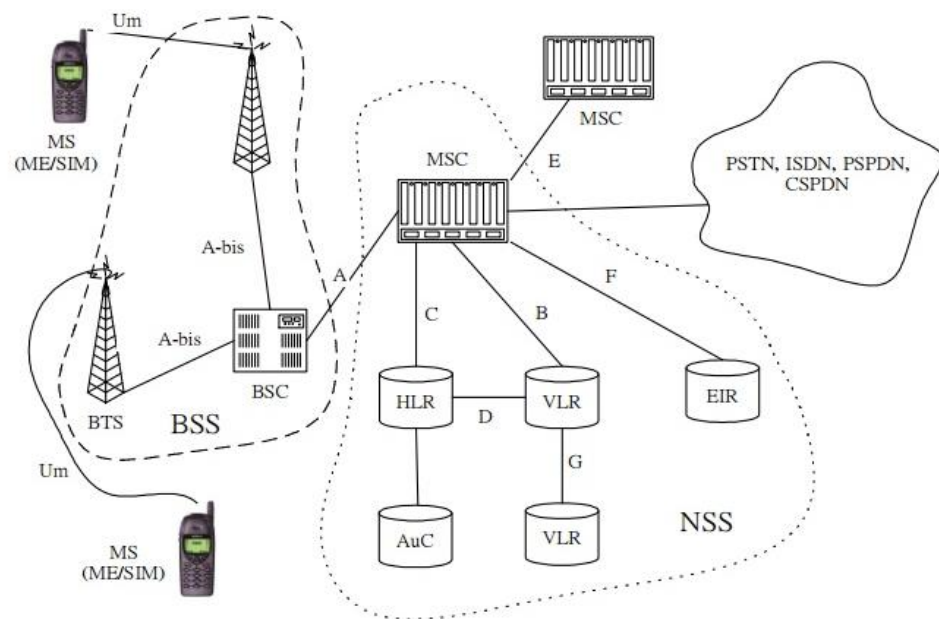 Um
MS
(ME/SIM)
MSC
MSC
E
PSTN, ISDN, PSPDN,
CSPDN
A-bis
A
F
C
B
A-bis
BSC
BTS
BSS
HLR
D
VLR
EIR
Um
G
AuC
VLR
NSS
MS
(ME/SIM)